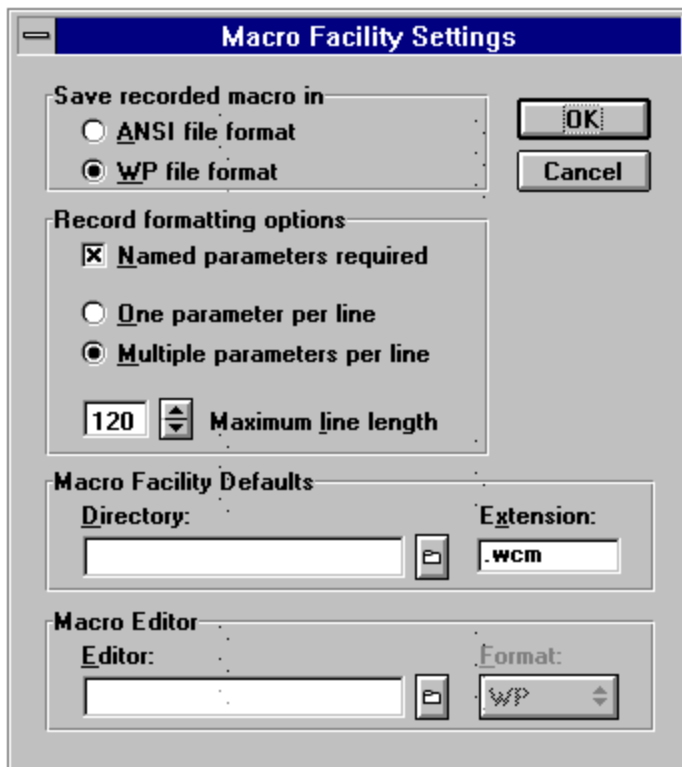 Macro Facility Settings
Save recorded macro in
ANSI file format
WP file format
OK
Cancel
Record formatting options
Named parameters required
One parameter per line
Multiple parameters per line
120 Maximum line length
Macro Facility Defaults
Directory: Extension:
.wcm
Macro Editor
Editor: Format:
WP